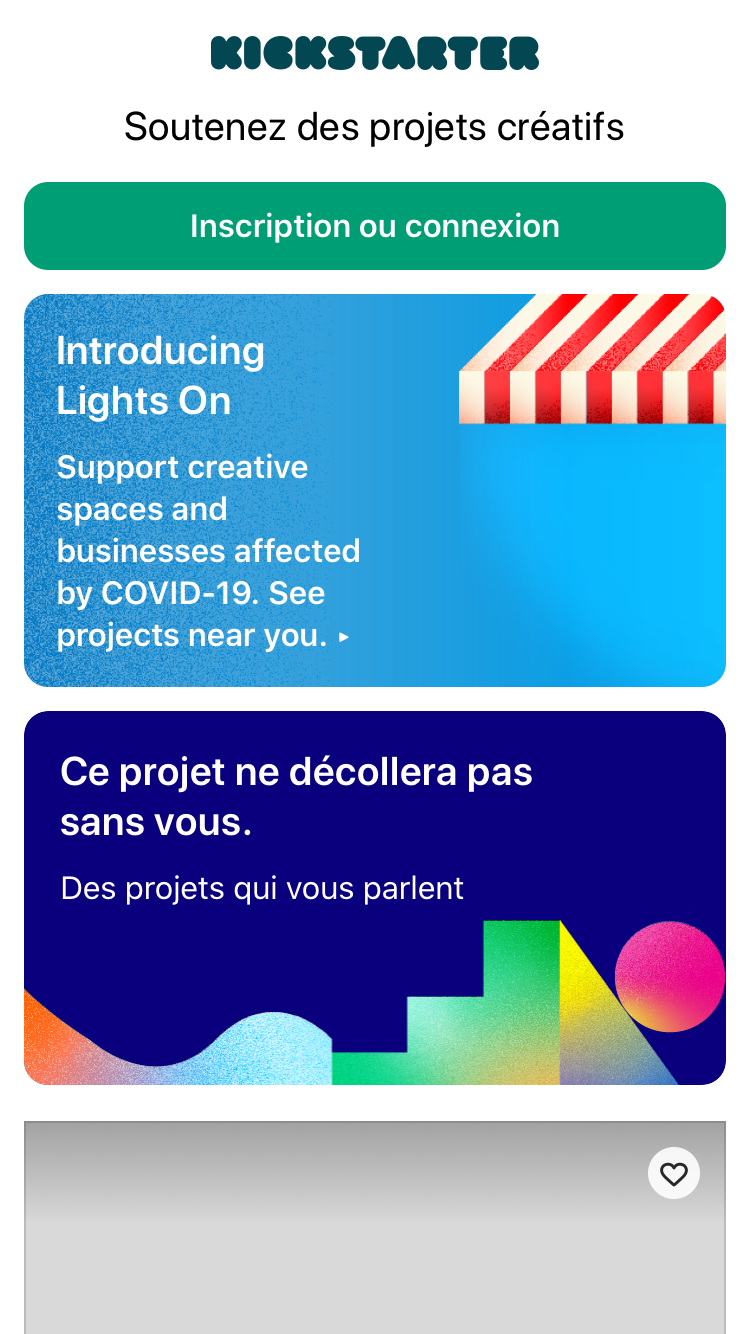 KICKSTARTER
Soutenez des projets créatifs
Inscription ou connexion
Introducing
Lights On
Support creative
spaces and
businesses affected
by COVID-19. See
projects near you. ▸
Ce projet ne décollera pas
sans vous.
Des projets qui vous parlent